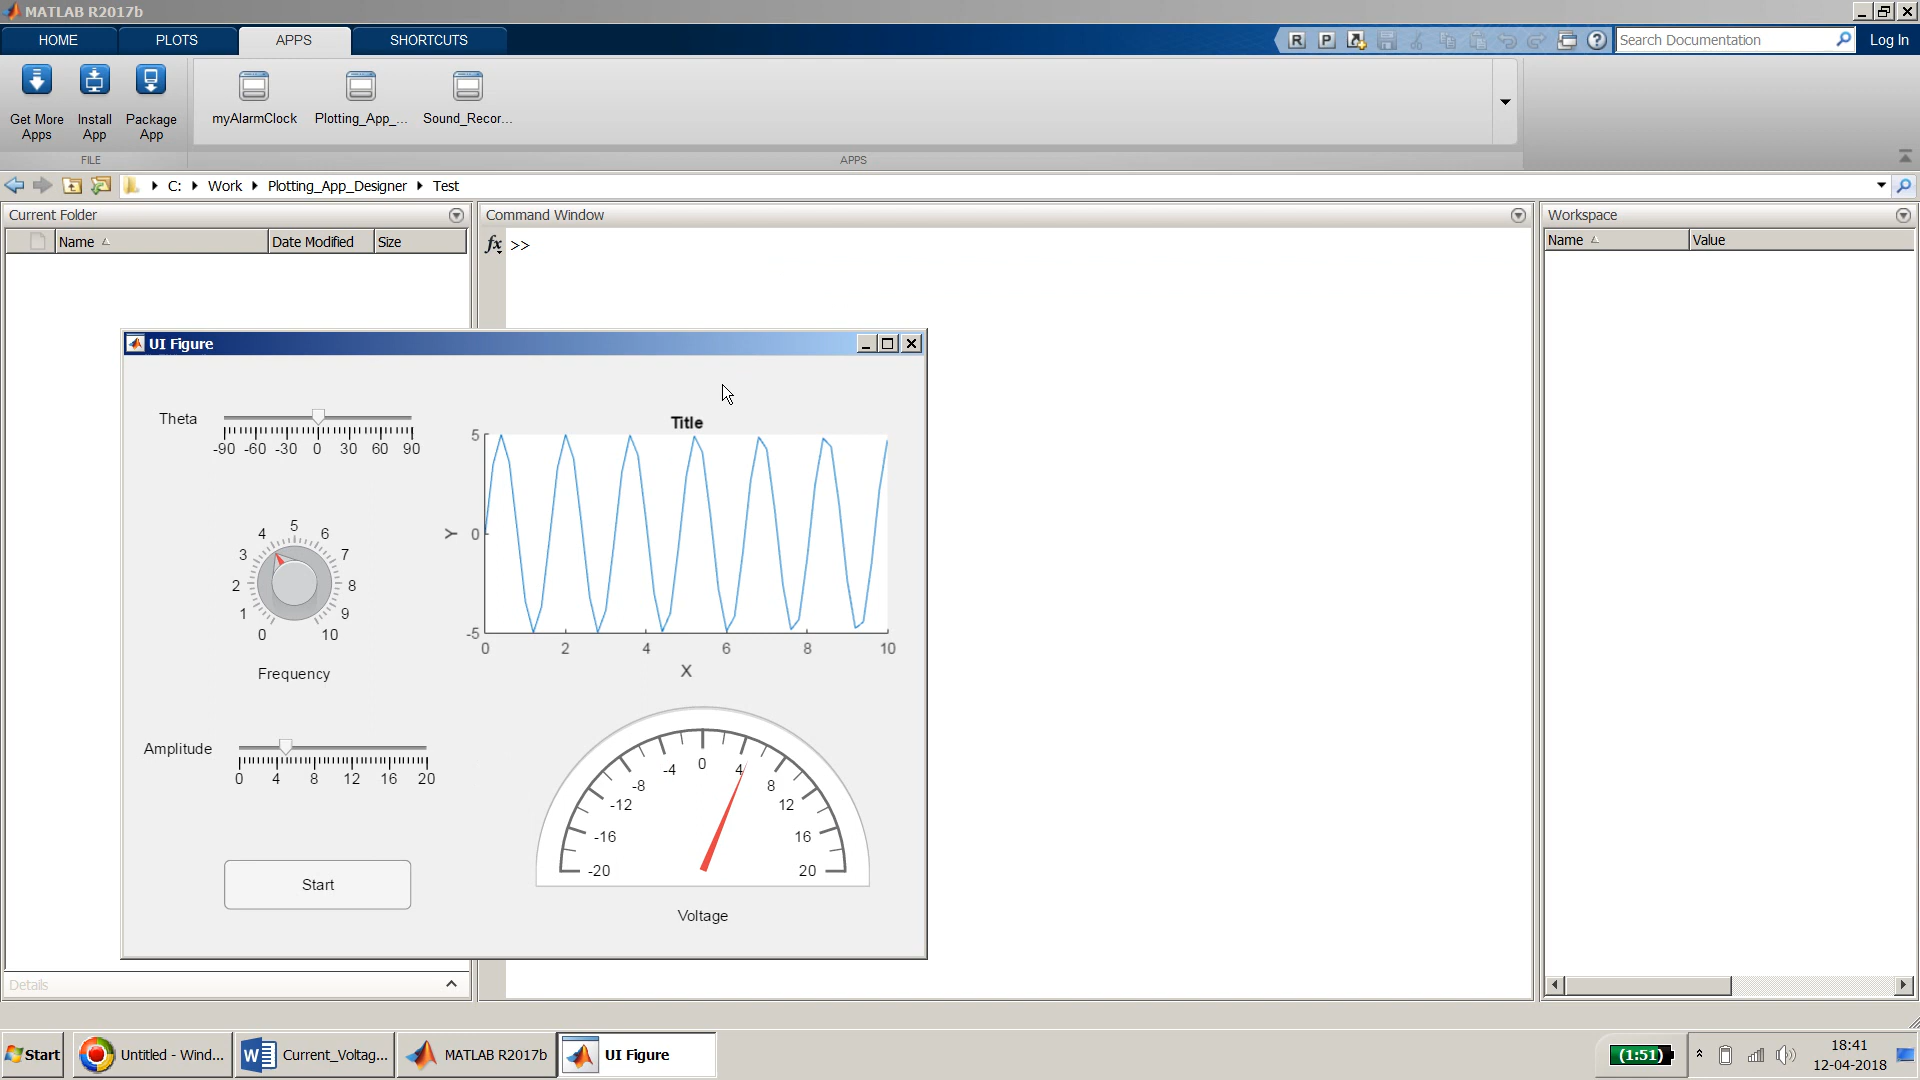 MATLAB R2017b
HOME PLOTS APPS SHORTCUTS
R P
Search Documentation
Log In
Get More Apps
Install App
Package App
myAlarmClock
Plotting_App_...
Sound_Recor...
FILE
APPS
C: Work Plotting_App_Designer Test
Current Folder
Name Date Modified Size
Command Window
fx >>
Workspace
Name Value
UI Figure
Theta
-90 -60 -30 0 30 60 90
0 1 2 3 4 5 6 7 8 9 10
Frequency
Amplitude
0 4 8 12 16 20
Start
Title
5
0
-5
Y
0 2 4 6 8 10
X
-20 -16 -12 -8 -4 0 4 8 12 16 20
Voltage
Details
Start
Untitled - Wind...
Current_Voltag...
MATLAB R2017b
UI Figure
(1:51)
18:41
12-04-2018